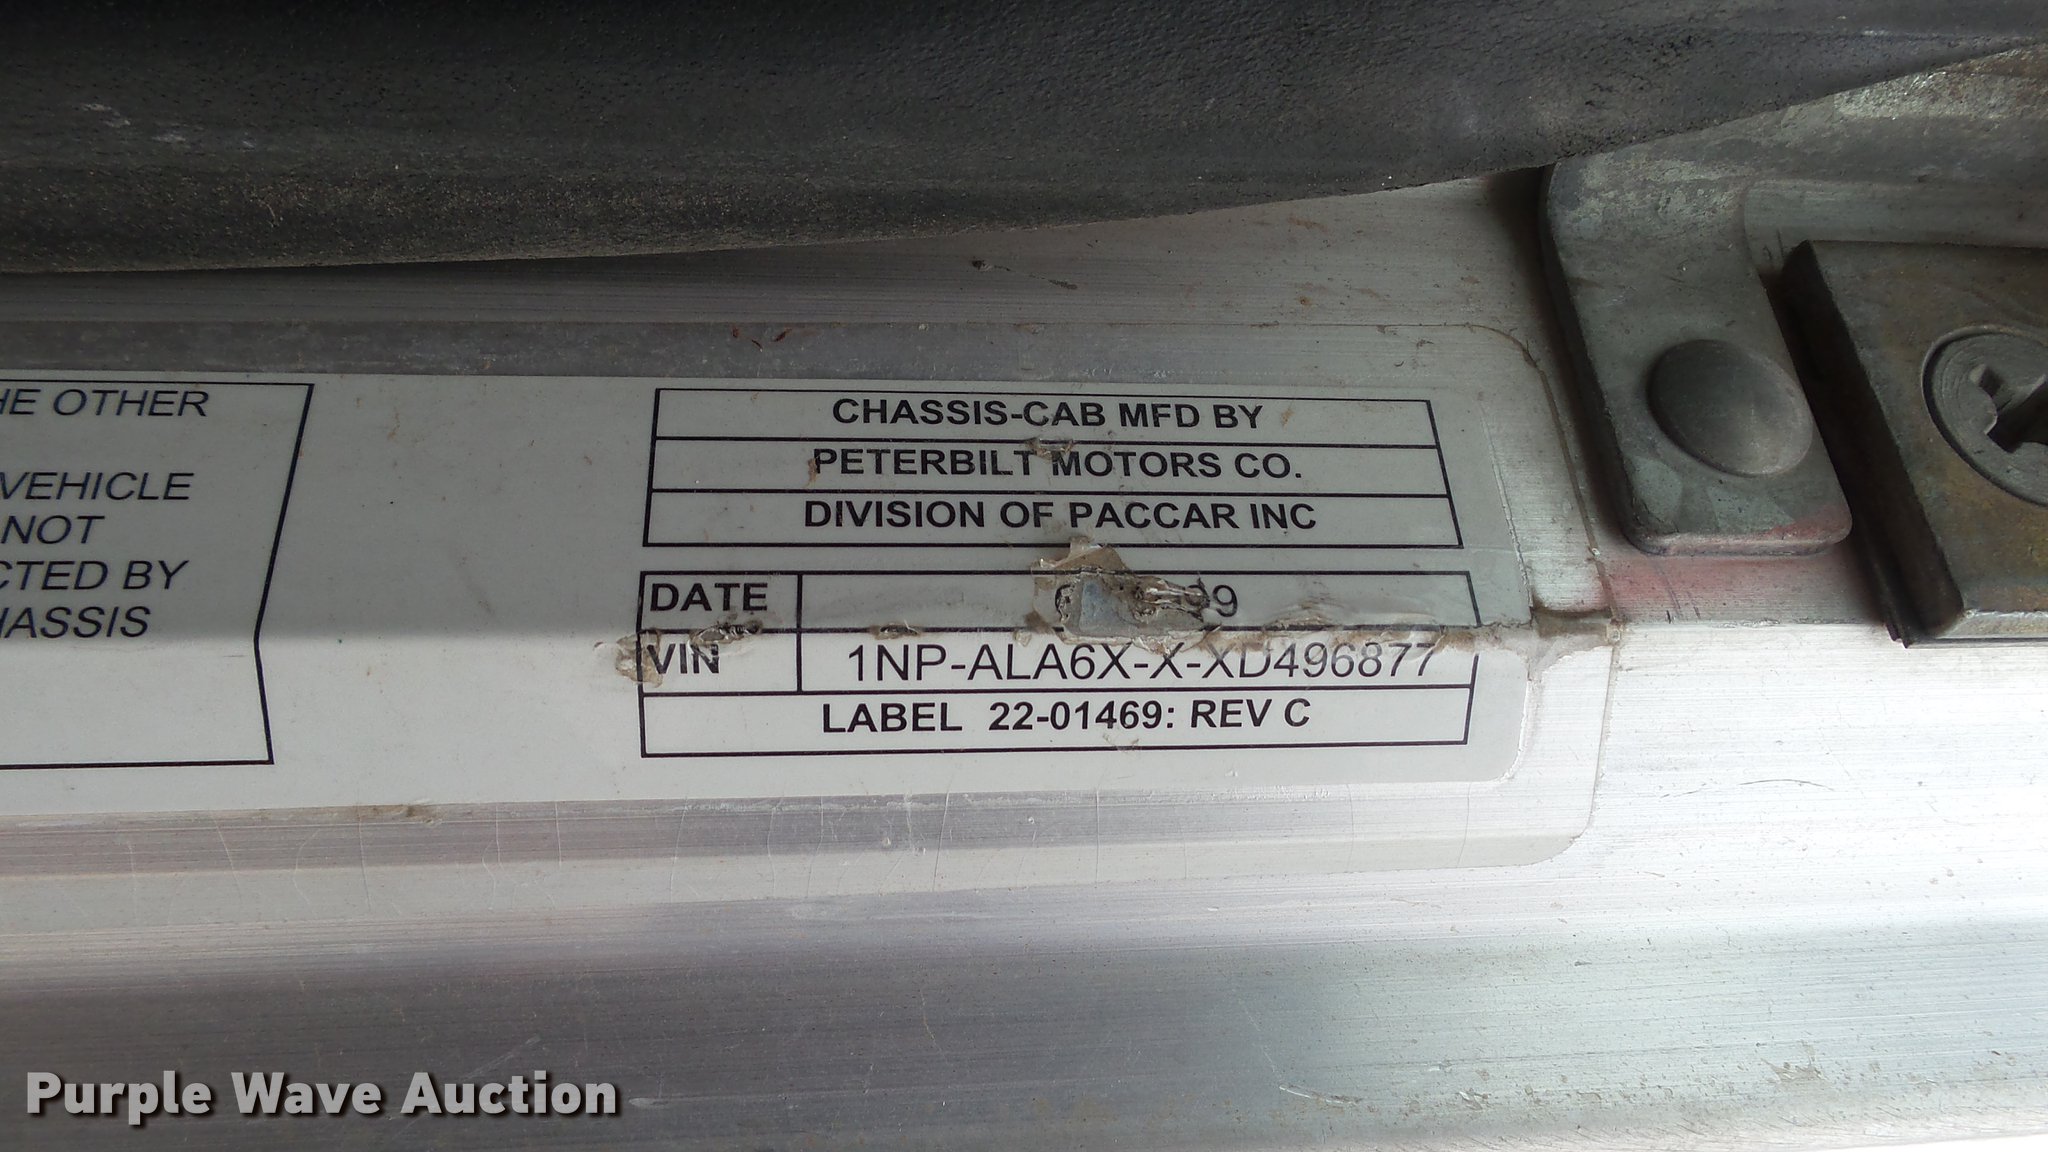 HE OTHER
VEHICLE
NOT
CTED BY
HASSIS
CHASSIS-CAB MFD BY
PETERBILT MOTORS CO.
DIVISION OF PACCAR INC
DATE
VIN 1NP-ALA6X-X-XD496877
LABEL 22-01469: REV C
Purple Wave Auction